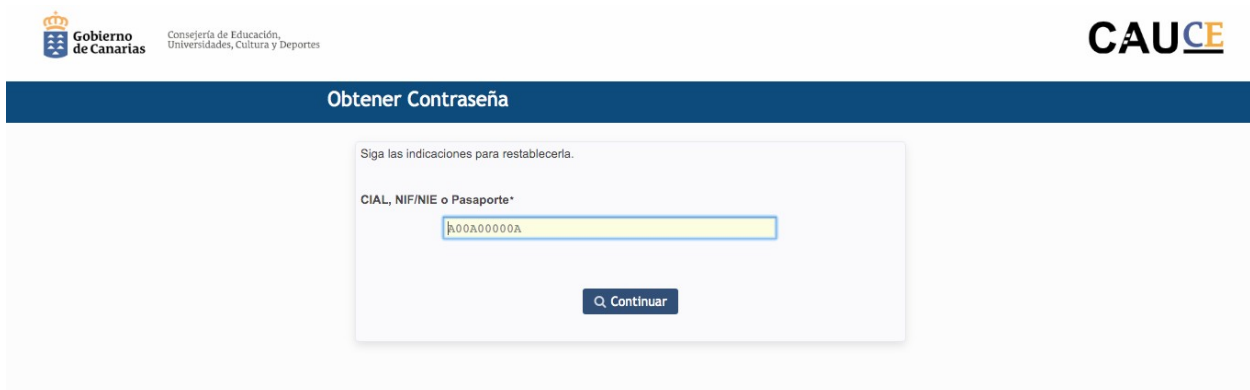 Gobierno
de Canarias
Consejería de Educación,
Universidades, Cultura y Deportes
CAUCE
Obtener Contraseña
Siga las indicaciones para restablecerla.
CIAL, NIF/NIE o Pasaporte*
A00A00000A
Continuar